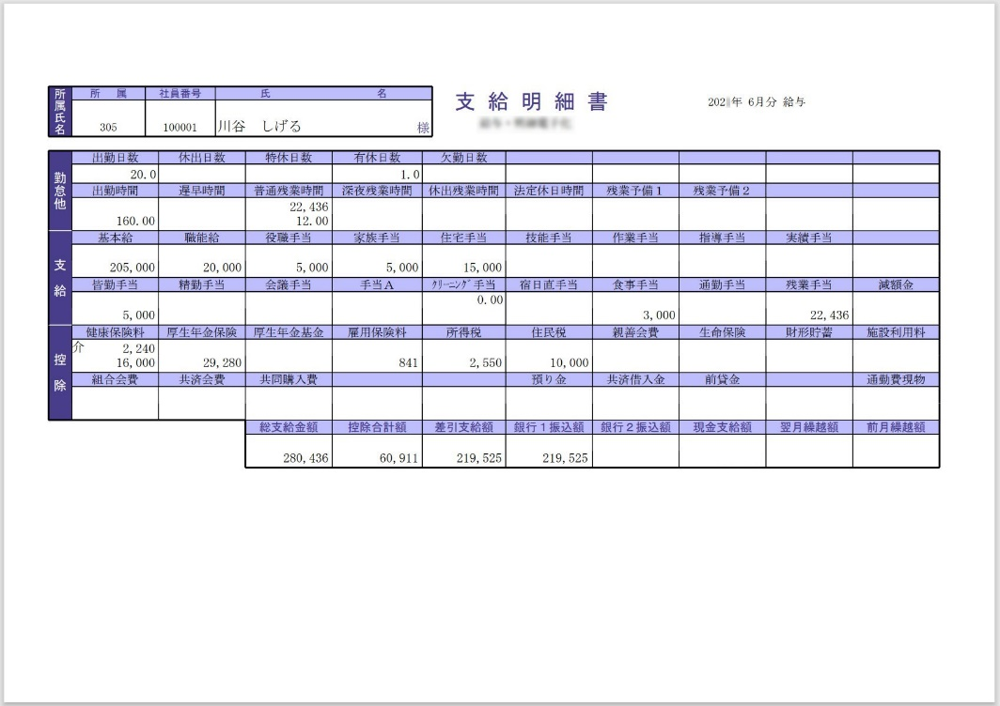 所属氏名
所 属 社員番号 氏 名
305 100001 川谷 しげる 様
支給明細書
6月分 給与
勤怠他
出勤日数 休出日数 特休日数 有休日数 欠勤日数
20.0 1.0
出勤時間 遅早時間 普通残業時間 深夜残業時間 休出残業時間 法定休日時間 残業予備1 残業予備2
22,436
160.00 12.00
支給
基本給 職能給 役職手当 家族手当 住宅手当 技能手当 作業手当 指導手当 実績手当
205,000 20,000 5,000 5,000 15,000
皆勤手当 精勤手当 会議手当 手当A クリーニング手当 宿日直手当 食事手当 通勤手当 残業手当 減額金
0.00
5,000 3,000 22,436
控除
健康保険料 厚生年金保険 厚生年金基金 雇用保険料 所得税 住民税 親善会費 生命保険 財形貯蓄 施設利用料
介 2,240
16,000 29,280 841 2,550 10,000
組合会費 共済会費 共同購入費 預り金 共済借入金 前貸金 通勤費現物
総支給金額 控除合計額 差引支給額 銀行1振込額 銀行2振込額 現金支給額 翌月繰越額 前月繰越額
280,436 60,911 219,525 219,525